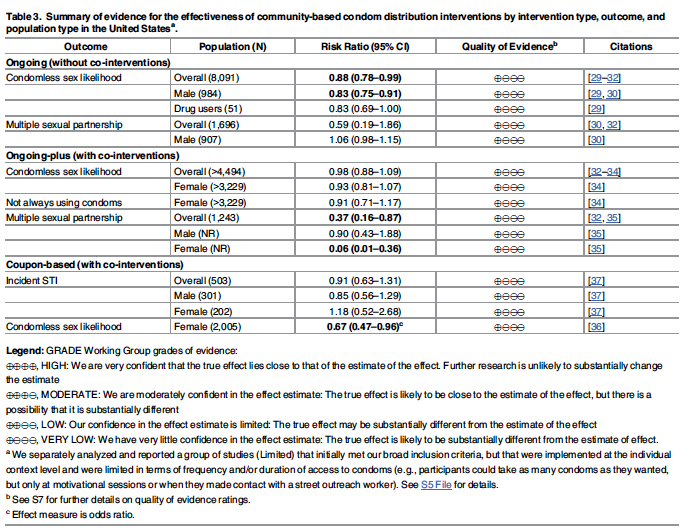 Table 3. Summary of evidence for the effectiveness of community-based condom distribution interventions by intervention type, outcome, and
population type in the United Statesª.
Outcome Population (N) Risk Ratio (95% CI) Quality of Evidenceᵇ Citations
Ongoing (without co-interventions)
Condomless sex likelihood Overall (8,091) 0.88 (0.78–0.99) ⊕⊖⊖⊖ [29–32]
Male (984) 0.83 (0.75–0.91) ⊕⊖⊖⊖ [29, 30]
Drug users (51) 0.83 (0.69–1.00) ⊕⊖⊖⊖ [29]
Multiple sexual partnership Overall (1,696) 0.59 (0.19–1.86) ⊕⊖⊖⊖ [30, 32]
Male (907) 1.06 (0.98–1.15) ⊕⊖⊖⊖ [30]
Ongoing-plus (with co-interventions)
Condomless sex likelihood Overall (>4,494) 0.98 (0.88–1.09) ⊕⊖⊖⊖ [32–34]
Female (>3,229) 0.93 (0.81–1.07) ⊕⊖⊖⊖ [34]
Not always using condoms Female (>3,229) 0.91 (0.71–1.17) ⊕⊖⊖⊖ [34]
Multiple sexual partnership Overall (1,243) 0.37 (0.16–0.87) ⊕⊖⊖⊖ [32, 35]
Male (NR) 0.90 (0.43–1.88) ⊕⊖⊖⊖ [35]
Female (NR) 0.06 (0.01–0.36) ⊕⊖⊖⊖ [35]
Coupon-based (with co-interventions)
Incident STI Overall (503) 0.91 (0.63–1.31) ⊕⊖⊖⊖ [37]
Male (301) 0.85 (0.56–1.29) ⊕⊖⊖⊖ [37]
Female (202) 1.18 (0.52–2.68) ⊕⊖⊖⊖ [37]
Condomless sex likelihood Female (2,005) 0.67 (0.47–0.96)ᶜ ⊕⊖⊖⊖ [36]
Legend: GRADE Working Group grades of evidence:
⊕⊕⊕⊕, HIGH: We are very confident that the true effect lies close to that of the estimate of the effect. Further research is unlikely to substantially change
the estimate
⊕⊕⊕⊖, MODERATE: We are moderately confident in the effect estimate: The true effect is likely to be close to the estimate of the effect, but there is a
possibility that it is substantially different
⊕⊕⊖⊖, LOW: Our confidence in the effect estimate is limited: The true effect may be substantially different from the estimate of the effect
⊕⊖⊖⊖, VERY LOW: We have very little confidence in the effect estimate: The true effect is likely to be substantially different from the estimate of effect.
ª We separately analyzed and reported a group of studies (Limited) that initially met our broad inclusion criteria, but that were implemented at the individual
context level and were limited in terms of frequency and/or duration of access to condoms (e.g., participants could take as many condoms as they wanted,
but only at motivational sessions or when they made contact with a street outreach worker). See S5 File for details.
ᵇ See S7 for further details on quality of evidence ratings.
ᶜ Effect measure is odds ratio.